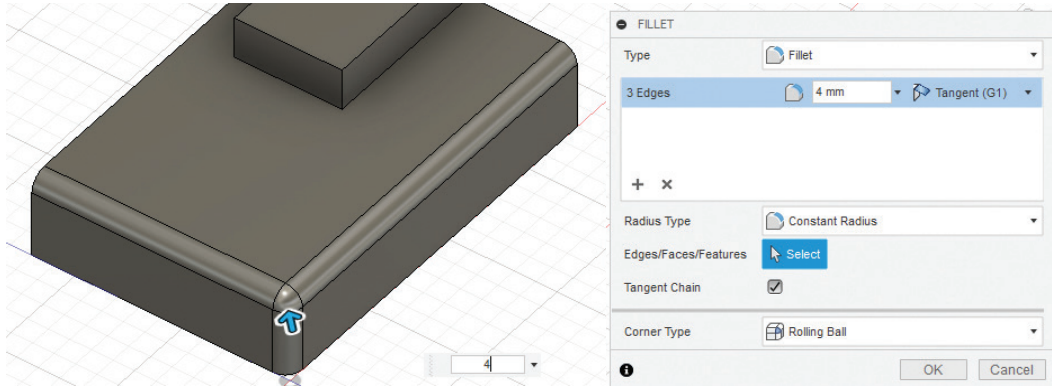 FILLET
Type Fillet
3 Edges 4 mm Tangent (G1)
Radius Type Constant Radius
Edges/Faces/Features Select
Tangent Chain
Corner Type Rolling Ball
OK Cancel
4